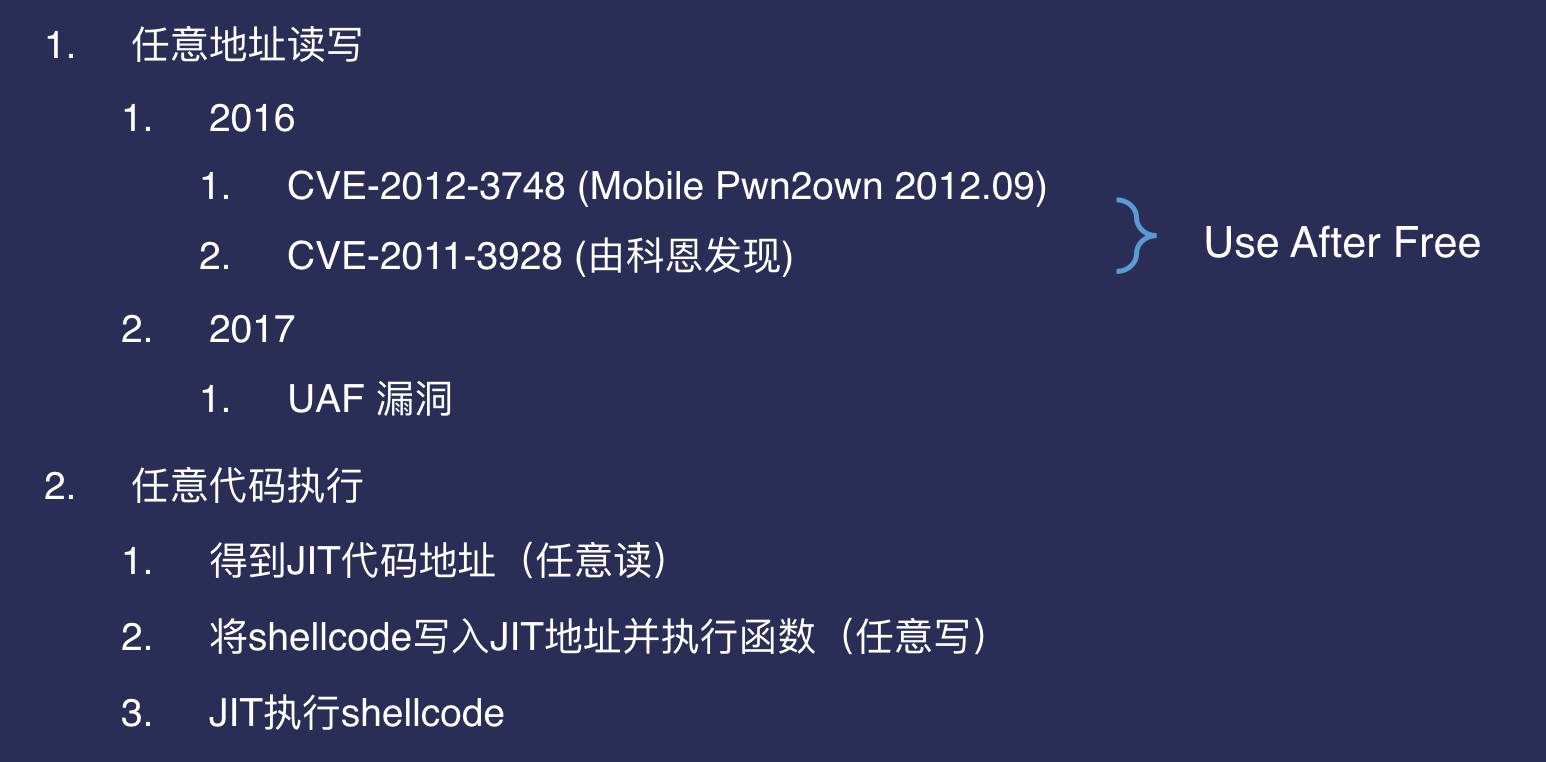 1. 任意地址读写
1. 2016
1. CVE-2012-3748 (Mobile Pwn2own 2012.09)
2. CVE-2011-3928 (由科恩发现)
Use After Free
2. 2017
1. UAF 漏洞
2. 任意代码执行
1. 得到JIT代码地址（任意读）
2. 将shellcode写入JIT地址并执行函数（任意写）
3. JIT执行shellcode